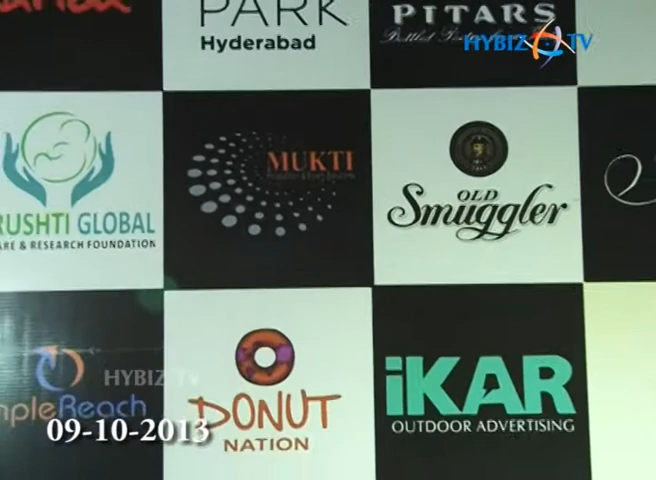 PARK
Hyderabad
PITARS
HYBIZ TV
RUSHTI GLOBAL
ARE & RESEARCH FOUNDATION
MUKTI
OLD
Smuggler
HYBIZ TV
mpleReach
09-10-2013
DONUT
NATION
iKAR
OUTDOOR ADVERTISING